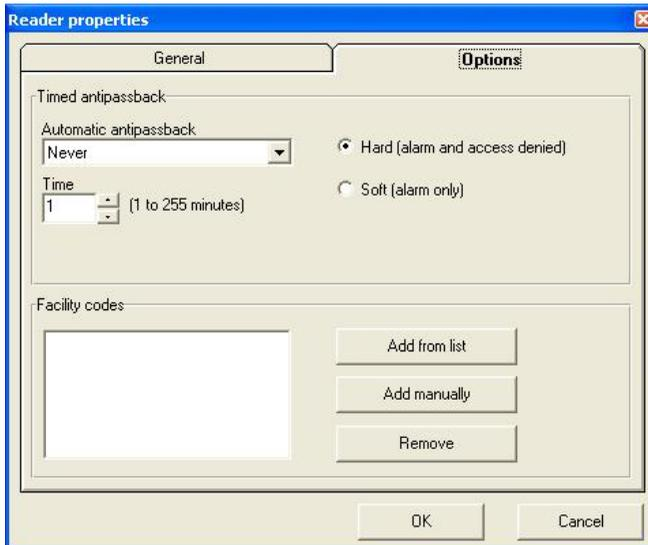 Reader properties
General
Options
Timed antipassback
Automatic antipassback
Never
Hard (alarm and access denied)
Time
1 (1 to 255 minutes)
Soft (alarm only)
Facility codes
Add from list
Add manually
Remove
OK
Cancel